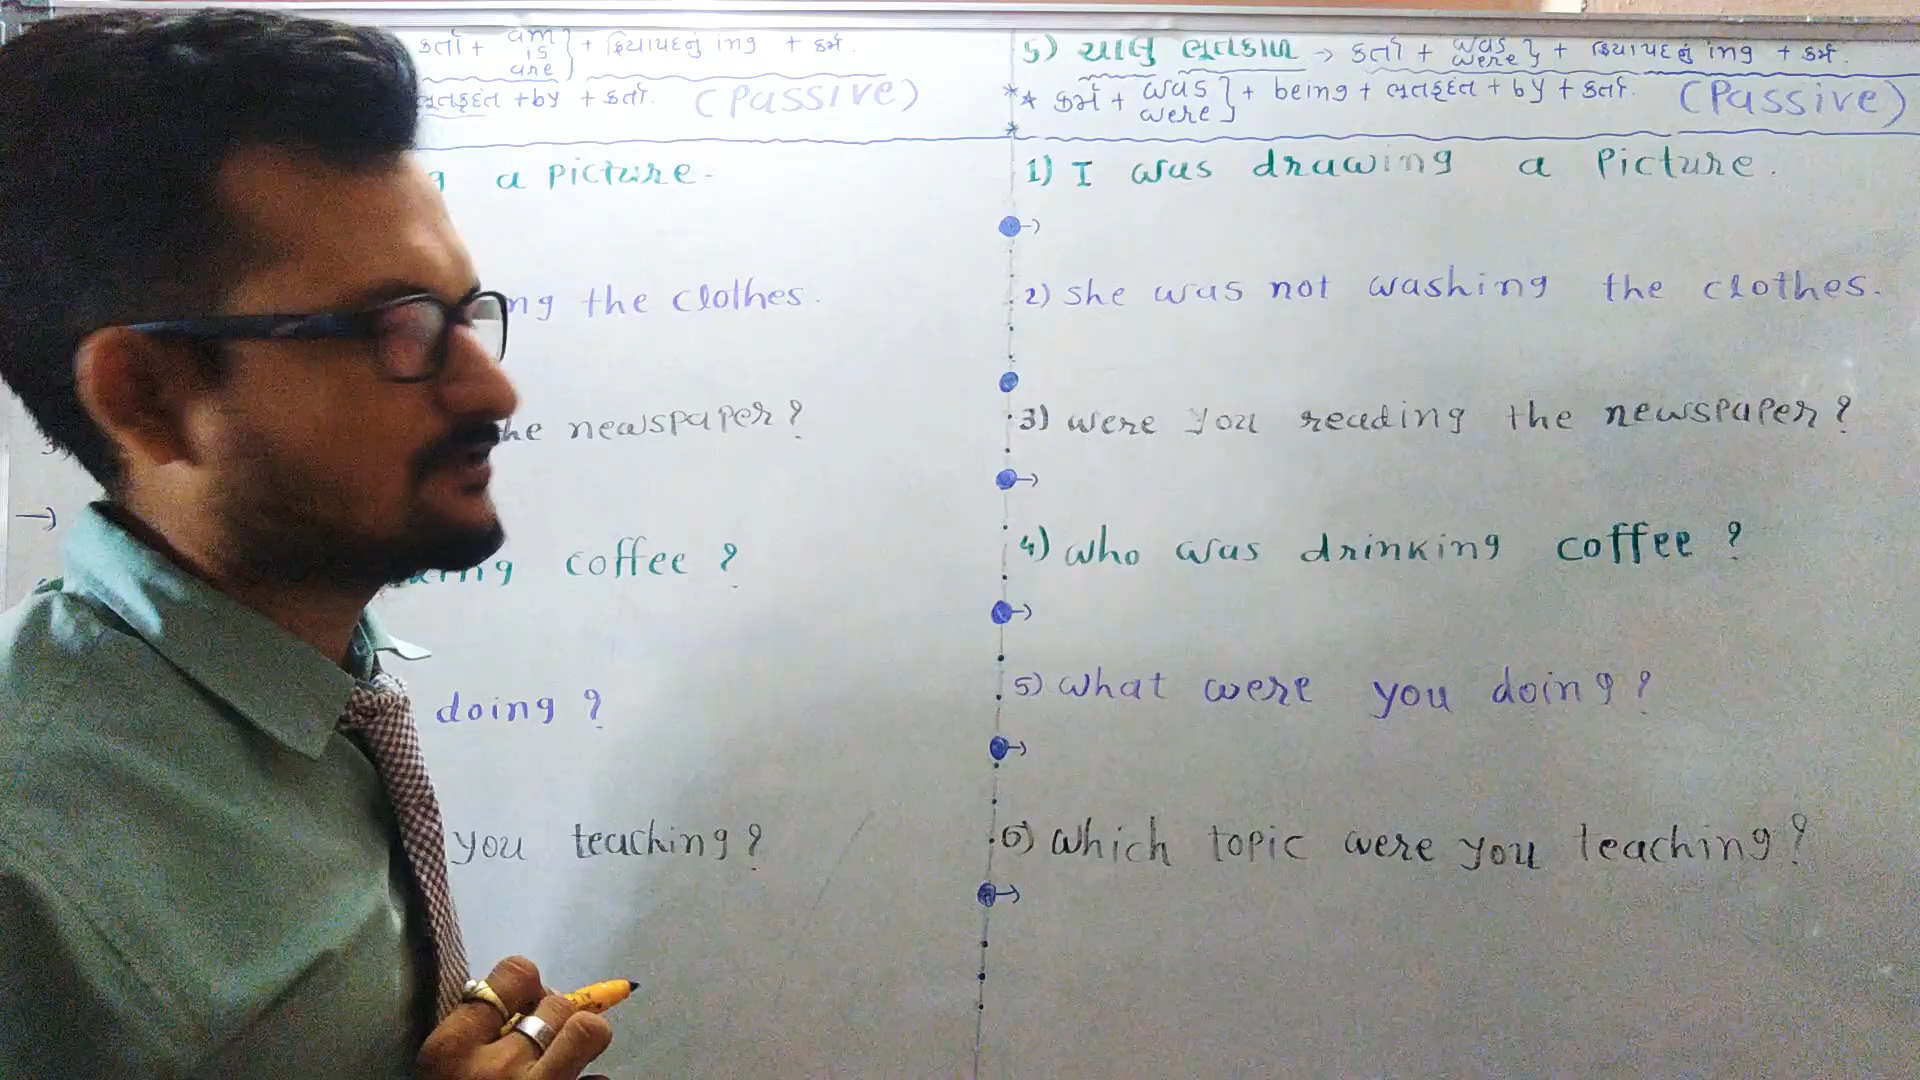 કર્તા + am
is
are } + ક્રિયાપદનું ing + કર્મ.
ભૂતકૃદંત + by + કર્તા. (Passive)
a picture.
ng the clothes.
he newspaper?
→
coffee?
doing?
you teaching?
5) ચાલુ ભૂતકાળ → કર્તા + was
were } + ક્રિયાપદનું ing + કર્મ.
** કર્મ + was
were } + being + ભૂતકૃદંત + by + કર્તા. (Passive)
1) I was drawing a picture.
→
2) She was not washing the clothes.
3) were you reading the newspaper?
→
4) who was drinking coffee?
→
5) what were you doing?
→
6) which topic were you teaching?
→